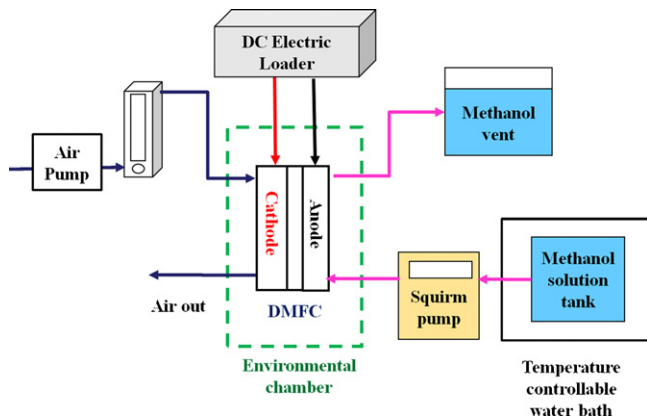 DC Electric
Loader
Methanol
vent
Air
Pump
Cathode
Anode
Methanol
solution
tank
Squirm
pump
Air out
DMFC
Environmental
chamber
Temperature
controllable
water bath